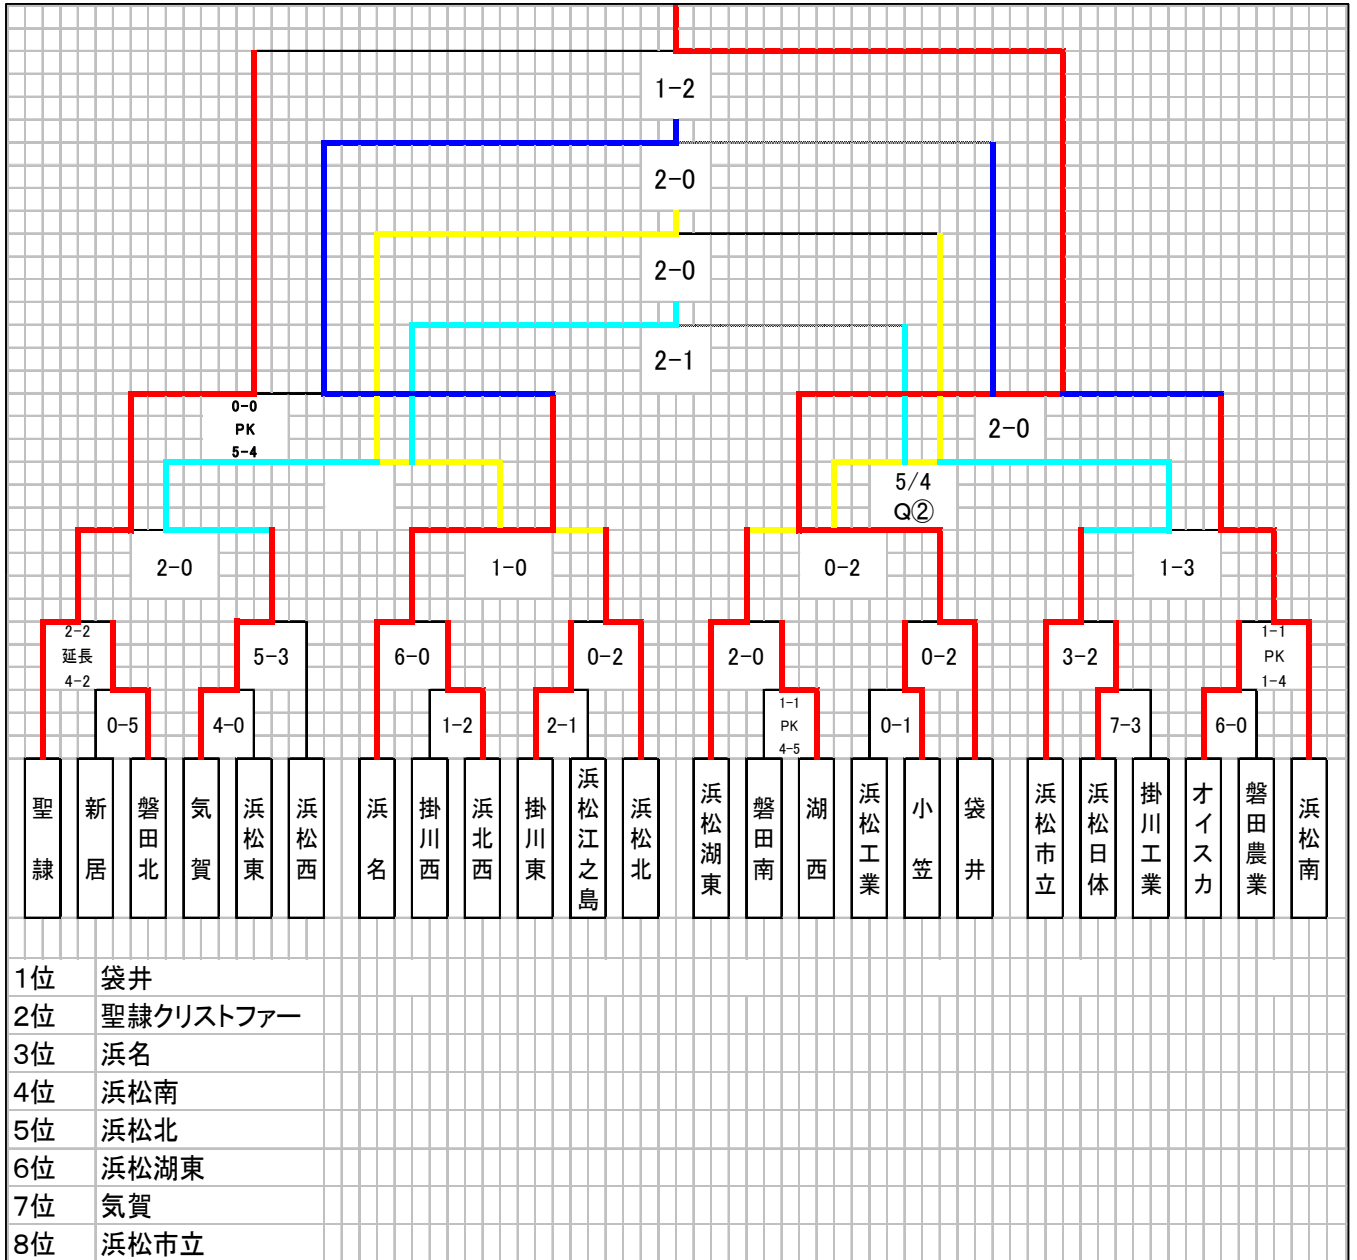 1-2
2-0
2-0
2-1
0-0
PK
5-4
2-0
5/4
Q②
2-0
1-0
0-2
1-3
2-2
延長
4-2
5-3
6-0
0-2
2-0
0-2
3-2
1-1
PK
1-4
0-5
4-0
1-2
2-1
1-1
PK
4-5
0-1
7-3
6-0
聖隷
新居
磐田北
気賀
浜松東
浜松西
浜名
掛川西
浜北西
掛川東
浜松江之島
浜松北
浜松湖東
磐田南
湖西
浜松工業
小笠
袋井
浜松市立
浜松日体
掛川工業
オイスカ
磐田農業
浜松南
1位 袋井
2位 聖隷クリストファー
3位 浜名
4位 浜松南
5位 浜松北
6位 浜松湖東
7位 気賀
8位 浜松市立